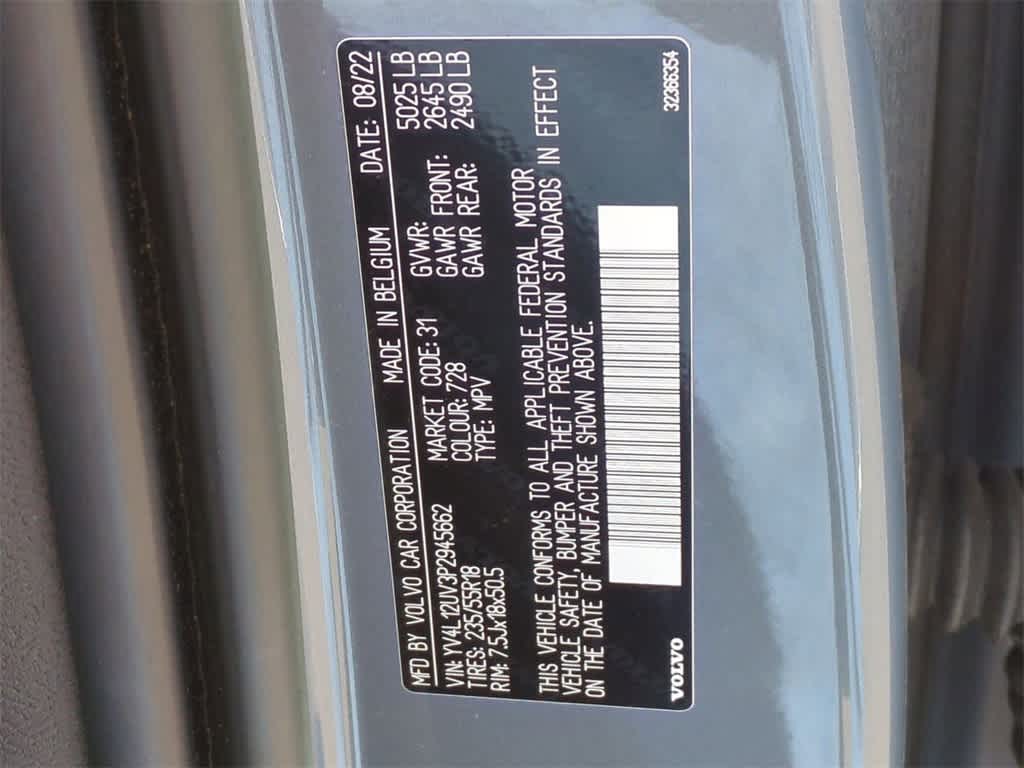 MFD BY VOLVO CAR CORPORATION MADE IN BELGIUM DATE: 08/22
VIN: YV4L12UV3P2945662 MARKET CODE: 31 GVWR: 5025 LB
TIRES: 235/55R18 COLOUR: 728 GAWR FRONT: 2645 LB
RIM: 7.5Jx18x50.5 TYPE: MPV GAWR REAR: 2490 LB
THIS VEHICLE CONFORMS TO ALL APPLICABLE FEDERAL MOTOR
VEHICLE SAFETY, BUMPER AND THEFT PREVENTION STANDARDS IN EFFECT
ON THE DATE OF MANUFACTURE SHOWN ABOVE.
VOLVO 32366354